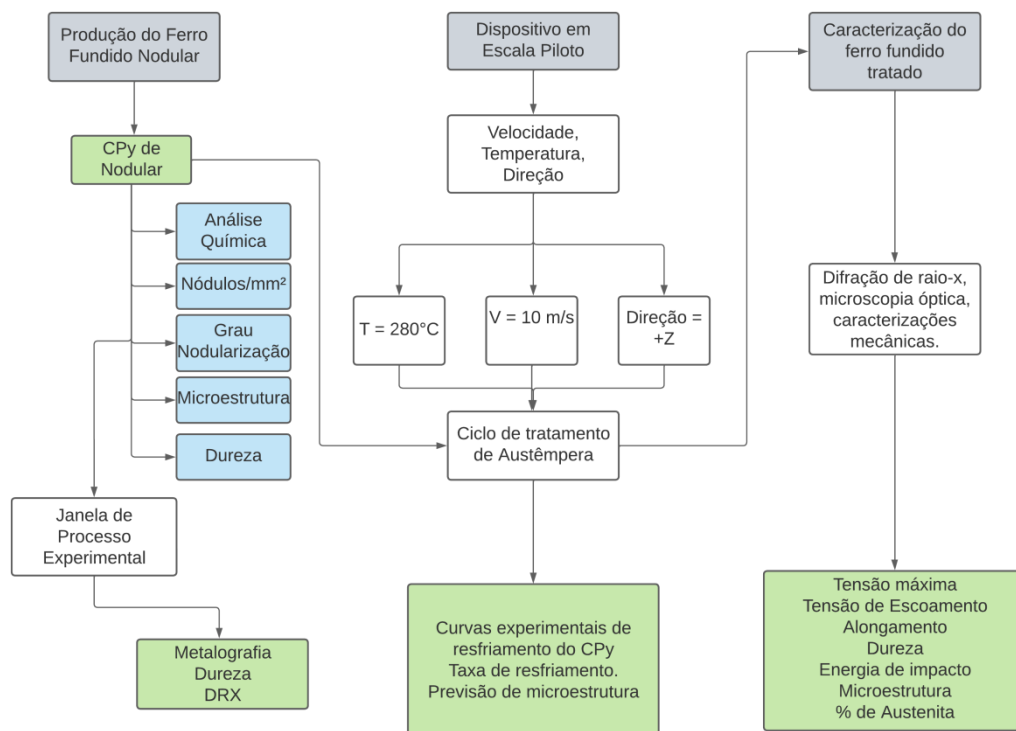 Produção do Ferro
Fundido Nodular
CPy de
Nodular
Análise
Química
Nódulos/mm²
Grau
Nodularização
Microestrutura
Dureza
Janela de
Processo
Experimental
Metalografia
Dureza
DRX
Dispositivo em
Escala Piloto
Velocidade,
Temperatura,
Direção
T = 280°C
V = 10 m/s
Direção =
+Z
Ciclo de tratamento
de Austêmpera
Curvas experimentais de
resfriamento do CPy
Taxa de resfriamento.
Previsão de microestrutura
Caracterização do
ferro fundido
tratado
Difração de raio-x,
microscopia óptica,
caracterizações
mecânicas.
Tensão máxima
Tensão de Escoamento
Alongamento
Dureza
Energia de impacto
Microestrutura
% de Austenita